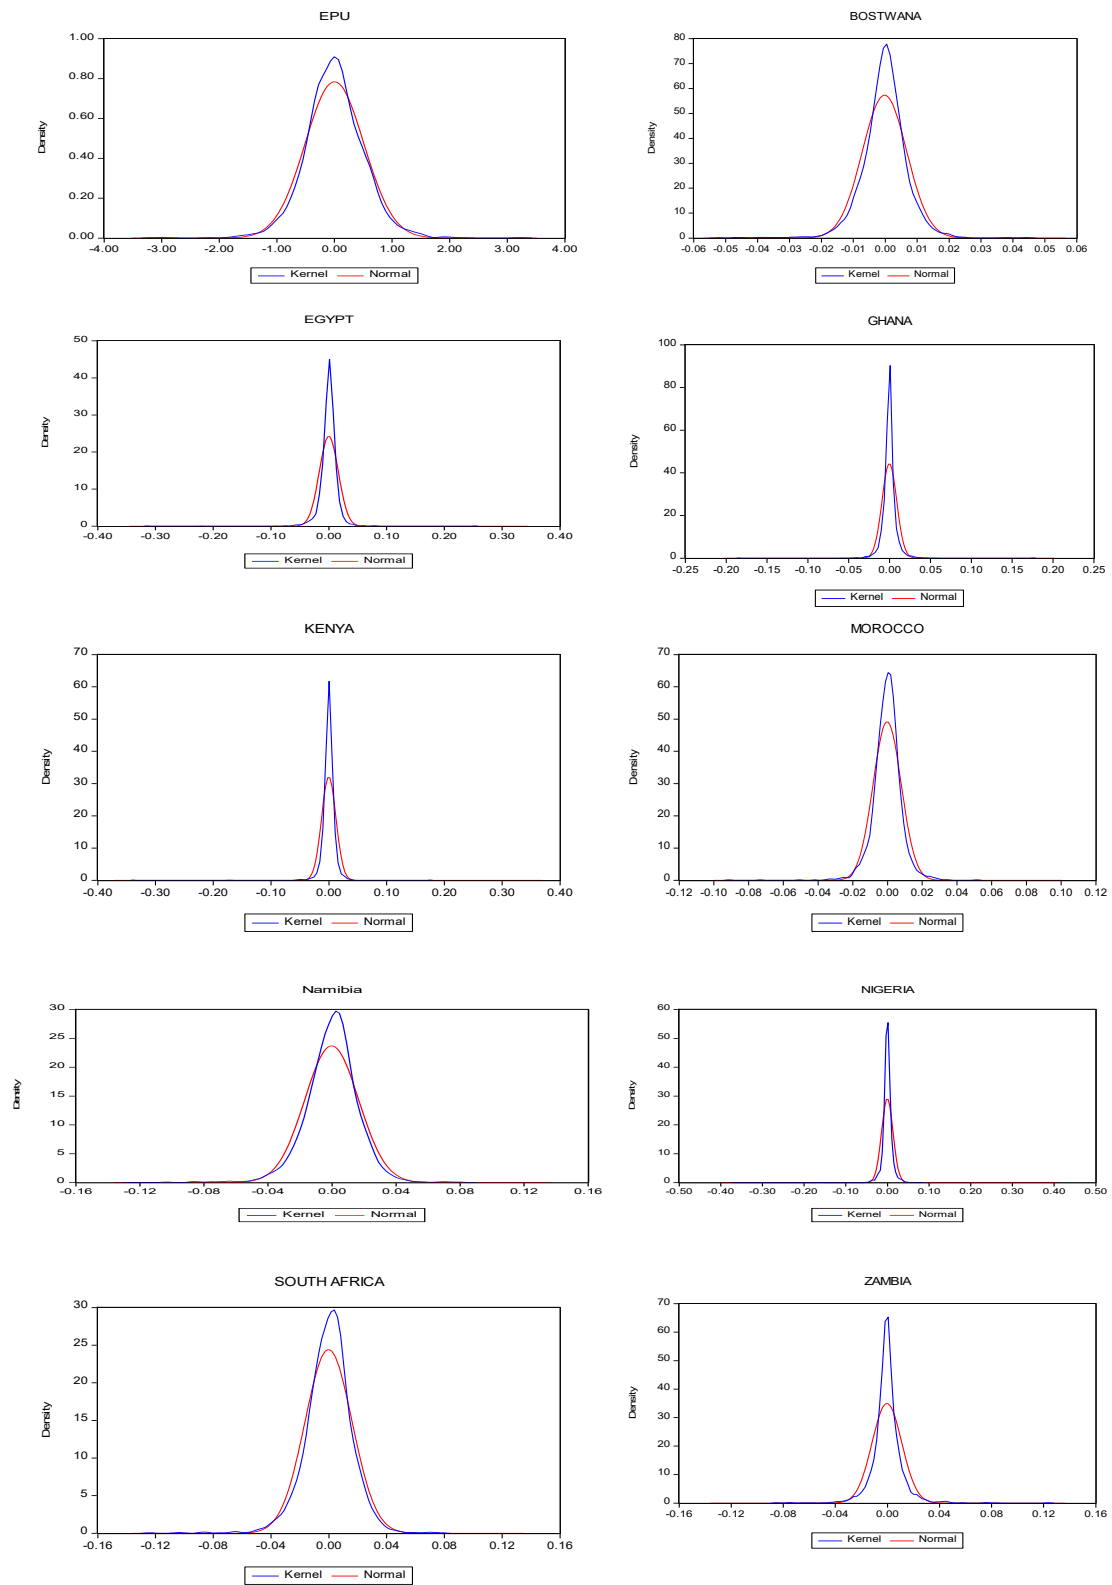 EPU
1.00
0.80
0.60
0.40
0.20
0.00
Density
-4.00 -3.00 -2.00 -1.00 0.00 1.00 2.00 3.00 4.00
Kernel Normal
BOSTWANA
80
70
60
50
40
30
20
10
0
Density
-0.06 -0.05 -0.04 -0.03 -0.02 -0.01 0.00 0.01 0.02 0.03 0.04 0.05 0.06
Kernel Normal
EGYPT
50
40
30
20
10
0
Density
-0.40 -0.30 -0.20 -0.10 0.00 0.10 0.20 0.30 0.40
Kernel Normal
GHANA
100
80
60
40
20
0
Density
-0.25 -0.20 -0.15 -0.10 -0.05 0.00 0.05 0.10 0.15 0.20 0.25
Kernel Normal
KENYA
70
60
50
40
30
20
10
0
Density
-0.40 -0.30 -0.20 -0.10 0.00 0.10 0.20 0.30 0.40
Kernel Normal
MOROCCO
70
60
50
40
30
20
10
0
Density
-0.12 -0.10 -0.08 -0.06 -0.04 -0.02 0.00 0.02 0.04 0.06 0.08 0.10 0.12
Kernel Normal
Namibia
30
25
20
15
10
5
0
Density
-0.16 -0.12 -0.08 -0.04 0.00 0.04 0.08 0.12 0.16
Kernel Normal
NIGERIA
60
50
40
30
20
10
0
Density
-0.50 -0.40 -0.30 -0.20 -0.10 0.00 0.10 0.20 0.30 0.40 0.50
Kernel Normal
SOUTH AFRICA
30
25
20
15
10
5
0
Density
-0.16 -0.12 -0.08 -0.04 0.00 0.04 0.08 0.12 0.16
Kernel Normal
ZAMBIA
70
60
50
40
30
20
10
0
Density
-0.16 -0.12 -0.08 -0.04 0.00 0.04 0.08 0.12 0.16
Kernel Normal